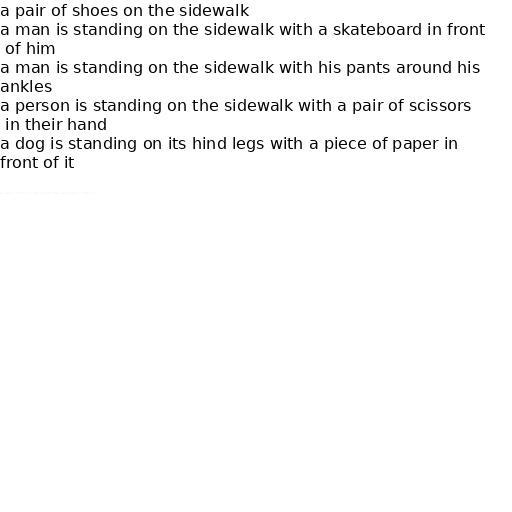 a pair of shoes on the sidewalk
a man is standing on the sidewalk with a skateboard in front
of him
a man is standing on the sidewalk with his pants around his
ankles
a person is standing on the sidewalk with a pair of scissors
in their hand
a dog is standing on its hind legs with a piece of paper in
front of it